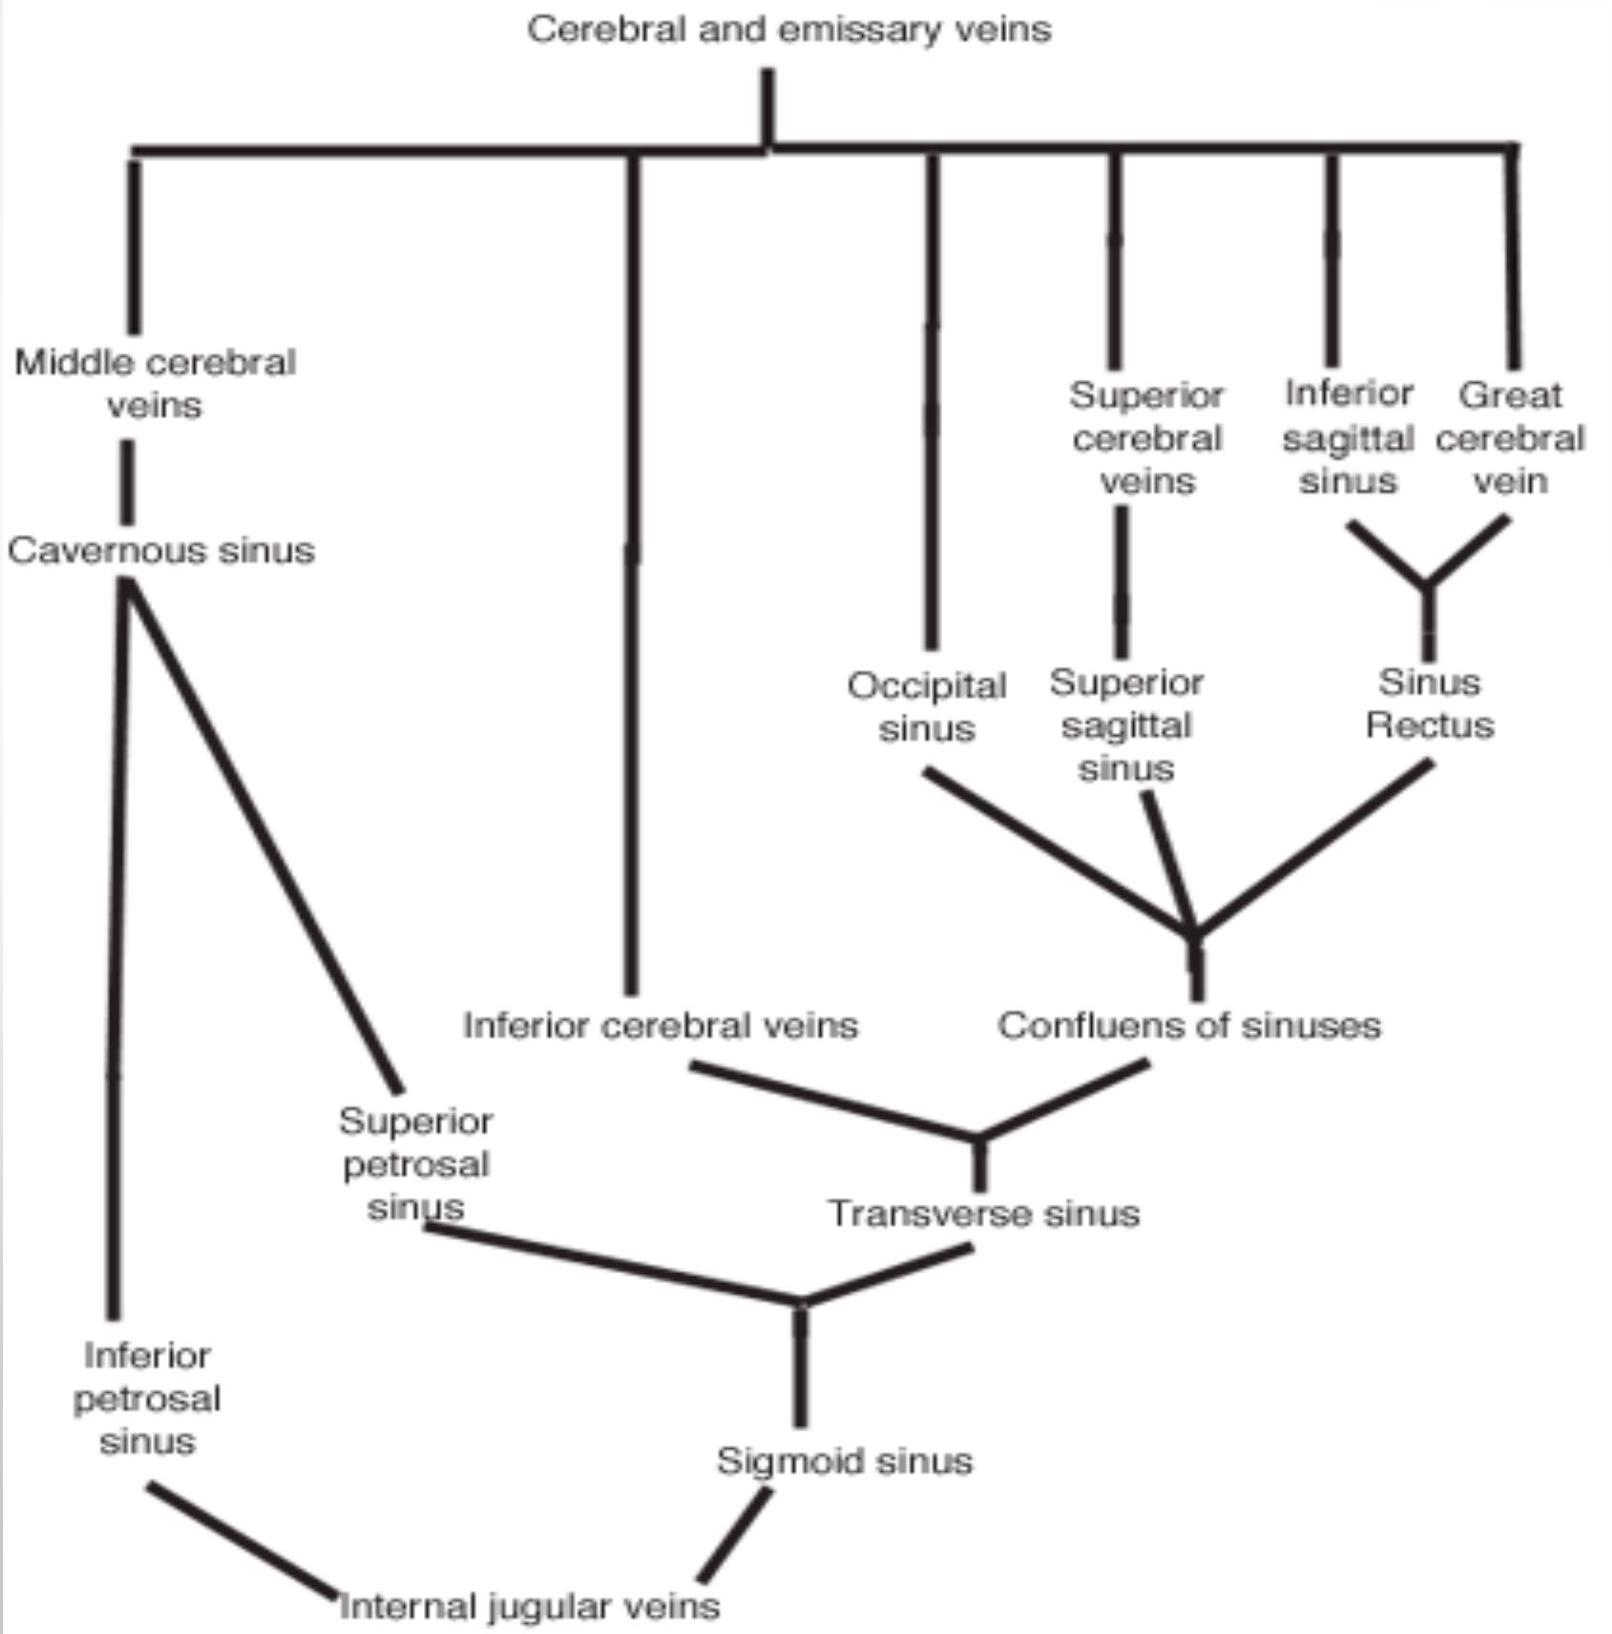 Cerebral and emissary veins
Middle cerebral
veins
Superior
cerebral
veins
Inferior
sagittal
sinus
Great
cerebral
vein
Cavernous sinus
Occipital
sinus
Superior
sagittal
sinus
Sinus
Rectus
Inferior cerebral veins
Confluens of sinuses
Superior
petrosal
sinus
Transverse sinus
Inferior
petrosal
sinus
Sigmoid sinus
Internal jugular veins